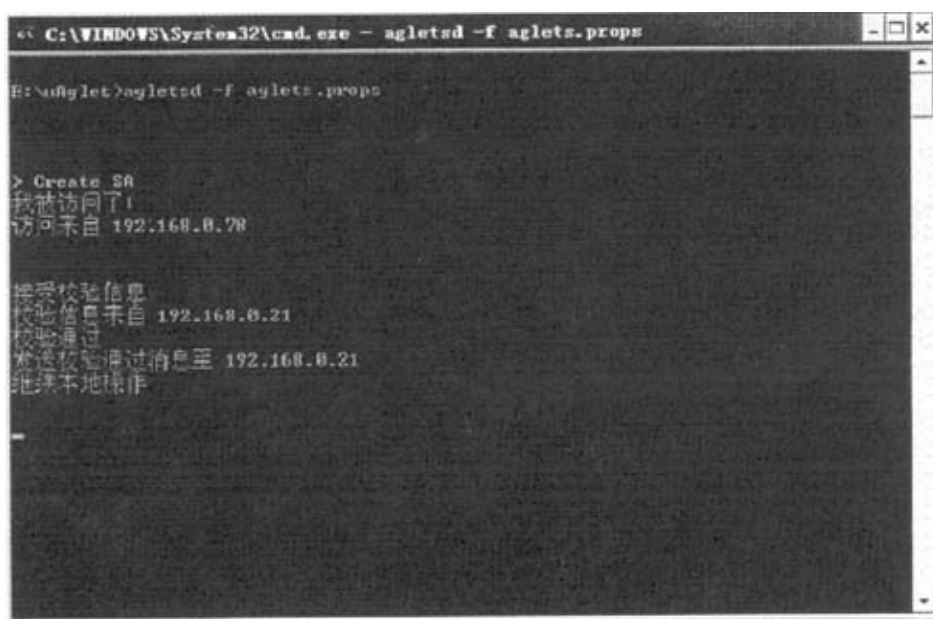 C:\WINDOWS\System32\cmd.exe - agletsd -f aglets.props
E:\uAglet>agletsd -f aglets.props
> Create SA
我被访问了!
访问来自 192.168.0.78
接受校验信息
校验信息来自 192.168.0.21
校验通过
发送校验通过消息至 192.168.0.21
继续本地操作